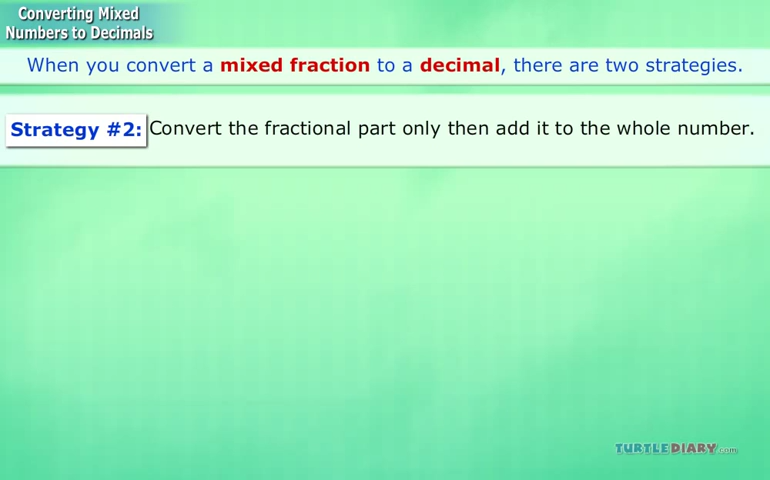 Converting Mixed
Numbers to Decimals
When you convert a mixed fraction to a decimal, there are two strategies.
Strategy #2: Convert the fractional part only then add it to the whole number.
TURTLEDIARY.com